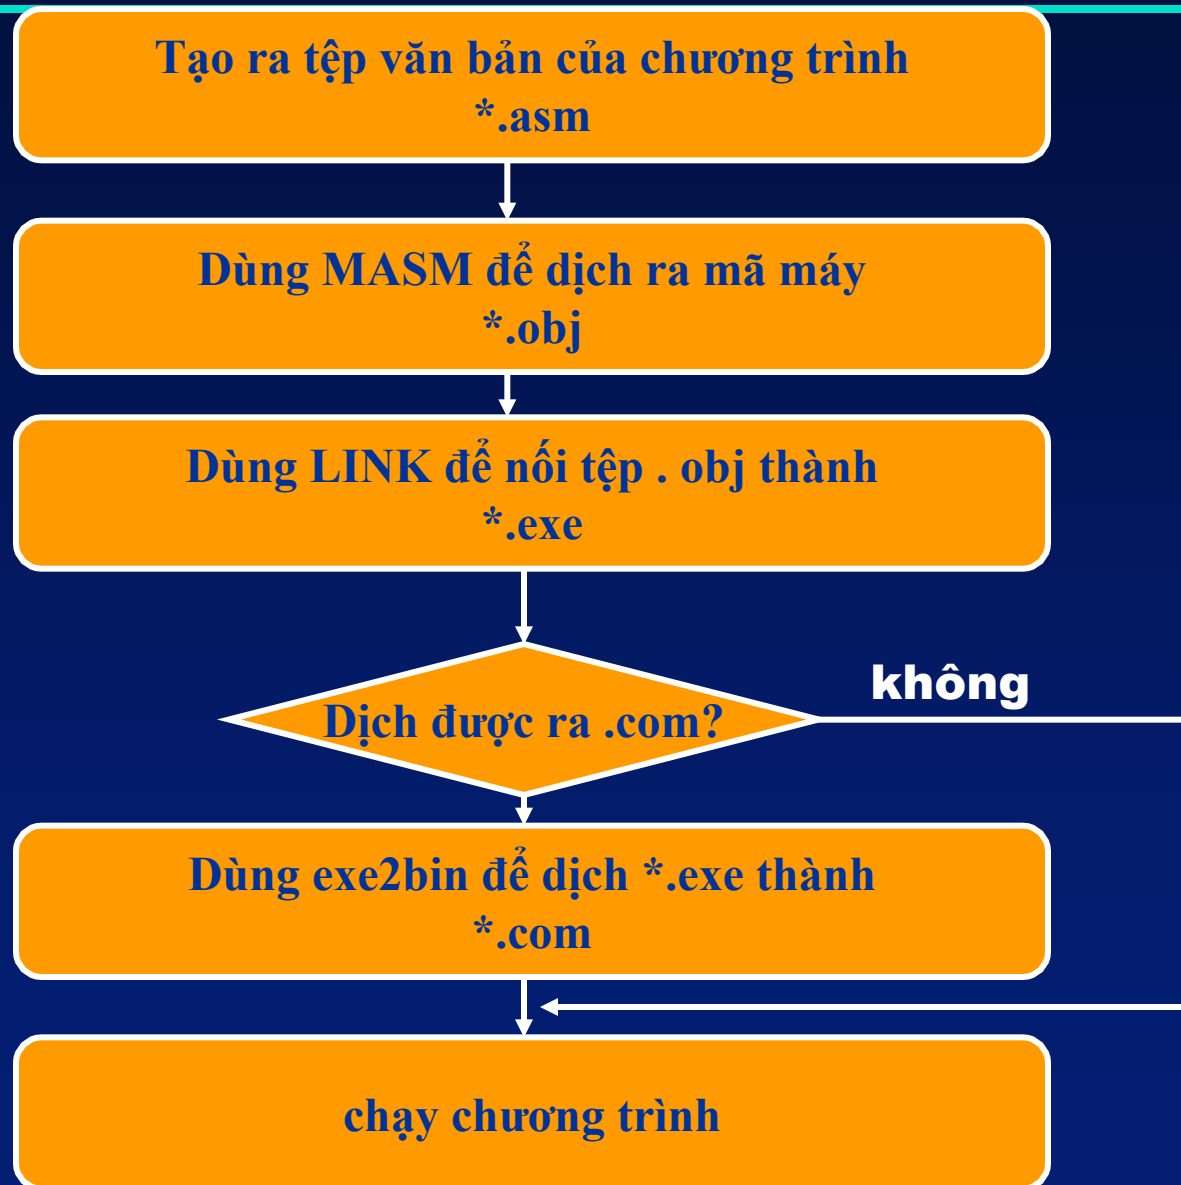 Tạo ra tệp văn bản của chương trình
*.asm
Dùng MASM để dịch ra mã máy
*.obj
Dùng LINK để nối tệp . obj thành
*.exe
không
Dịch được ra .com?
Dùng exe2bin để dịch *.exe thành
*.com
chạy chương trình